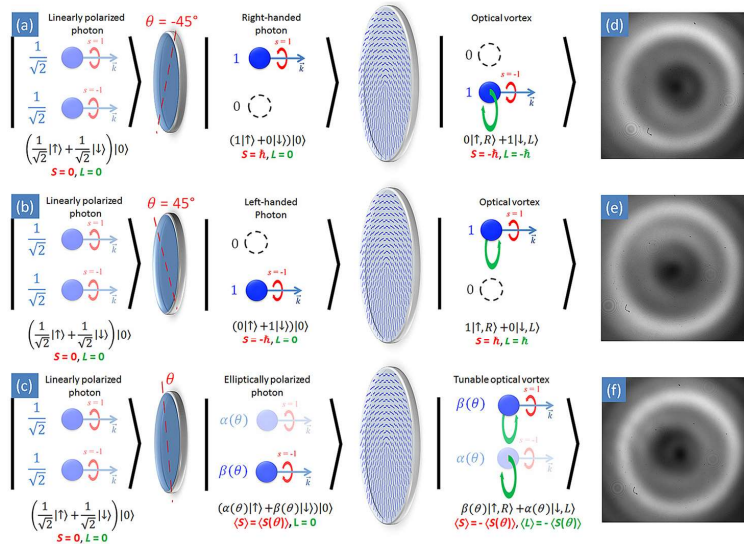 (a)
Linearly polarized
photon
θ = -45°
Right-handed
photon
Optical vortex
(d)
1/√2
s = 1
k⃗
1
s = 1
k⃗
0
1/√2
s = -1
k⃗
0
1
s = -1
k⃗
(1/√2|↑⟩+1/√2|↓⟩)|0⟩
S = 0, L = 0
(1|↑⟩+0|↓⟩)|0⟩
S = ħ, L = 0
0|↑,R⟩+1|↓,L⟩
S = -ħ, L = -ħ
(b)
Linearly polarized
photon
θ = 45°
Left-handed
Photon
Optical vortex
(e)
1/√2
s = 1
k⃗
0
1
s = 1
k⃗
1/√2
s = -1
k⃗
1
s = -1
k⃗
0
(1/√2|↑⟩+1/√2|↓⟩)|0⟩
S = 0, L = 0
(0|↑⟩+1|↓⟩)|0⟩
S = -ħ, L = 0
1|↑,R⟩+0|↓,L⟩
S = ħ, L = ħ
(c)
Linearly polarized
photon
θ
Elliptically polarized
photon
Tunable optical vortex
(f)
1/√2
s = 1
k⃗
α(θ)
s = 1
k⃗
β(θ)
s = 1
k⃗
1/√2
s = -1
k⃗
β(θ)
s = -1
k⃗
α(θ)
s = -1
k⃗
(1/√2|↑⟩+1/√2|↓⟩)|0⟩
S = 0, L = 0
(α(θ)|↑⟩+β(θ)|↓⟩)|0⟩
⟨S⟩=⟨S(θ)⟩, L = 0
β(θ)|↑,R⟩+α(θ)|↓,L⟩
⟨S⟩=-⟨S(θ)⟩, ⟨L⟩=-⟨S(θ)⟩